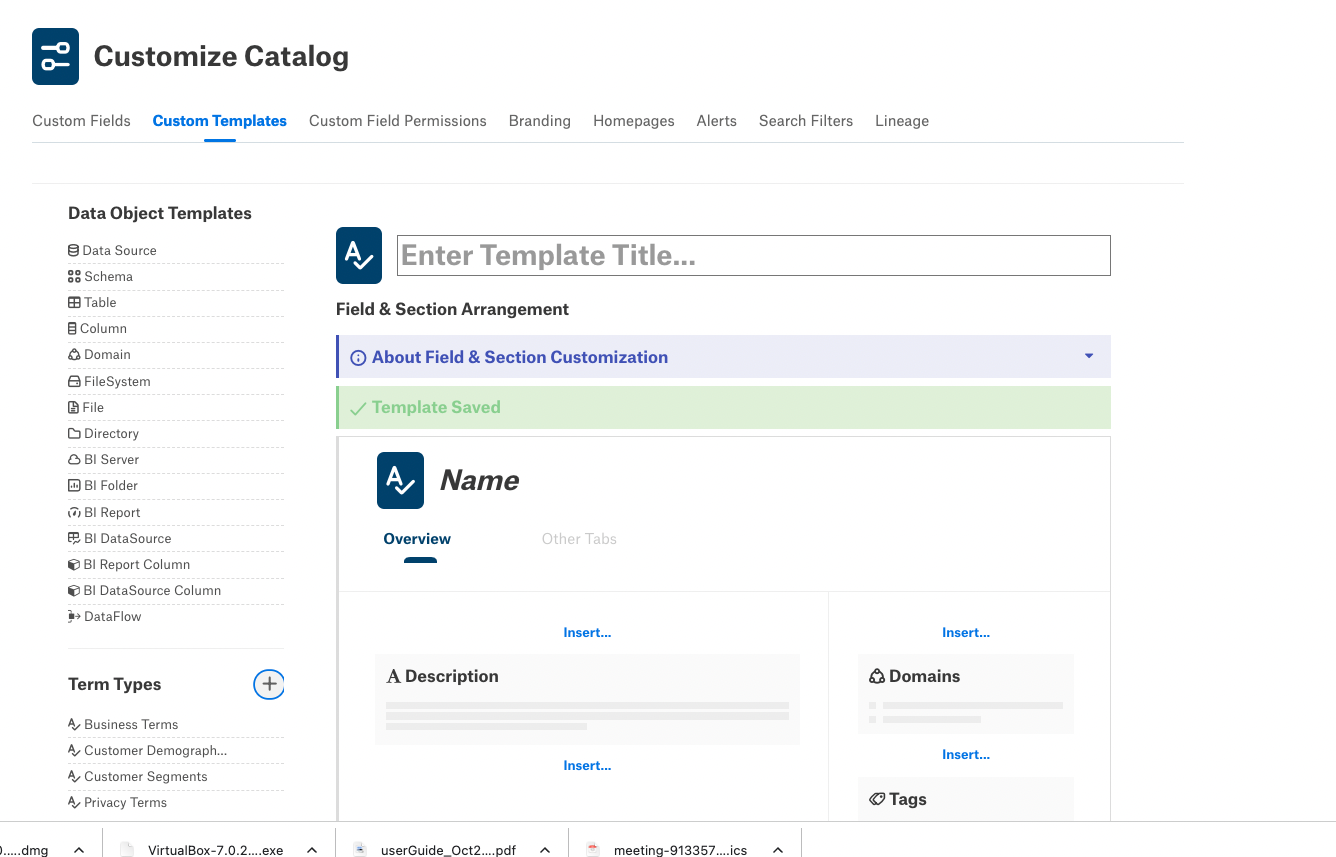 Customize Catalog
Custom Fields Custom Templates Custom Field Permissions Branding Homepages Alerts Search Filters Lineage
Data Object Templates
Data Source
Schema
Table
Column
Domain
FileSystem
File
Directory
BI Server
BI Folder
BI Report
BI DataSource
BI Report Column
BI DataSource Column
DataFlow
Term Types
Business Terms
Customer Demograph...
Customer Segments
Privacy Terms
Enter Template Title...
Field & Section Arrangement
About Field & Section Customization
Template Saved
Name
Overview Other Tabs
Insert...
Description
Insert...
Insert...
Domains
Insert...
Tags
0.....dmg VirtualBox-7.0.2....exe userGuide_Oct2....pdf meeting-913357....ics